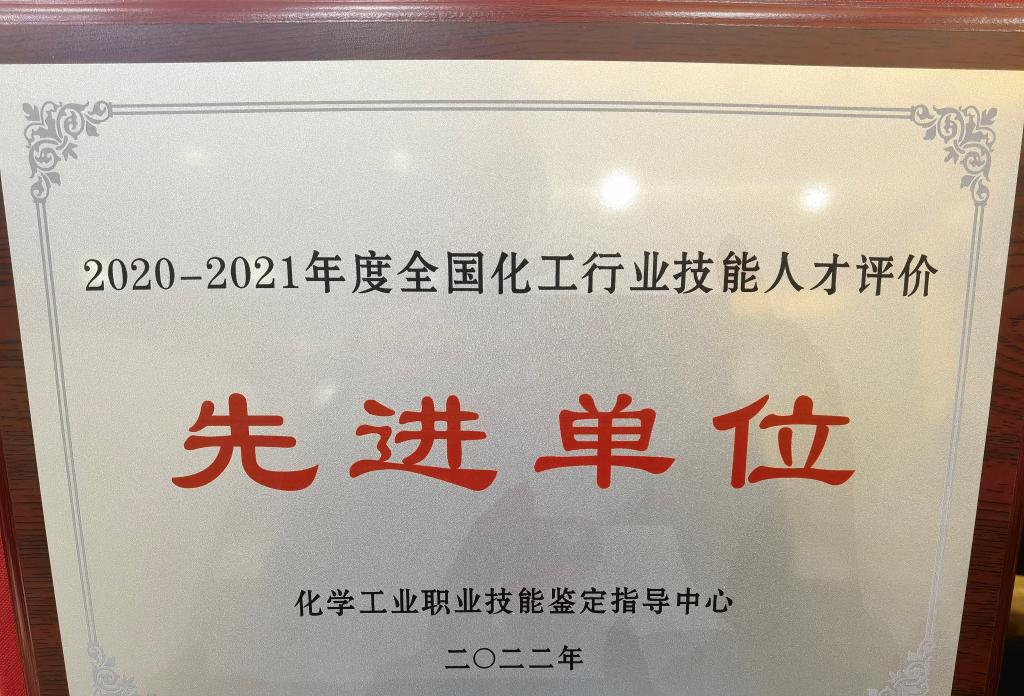 2020-2021年度全国化工行业技能人才评价
先进单位
化学工业职业技能鉴定指导中心
二〇二二年